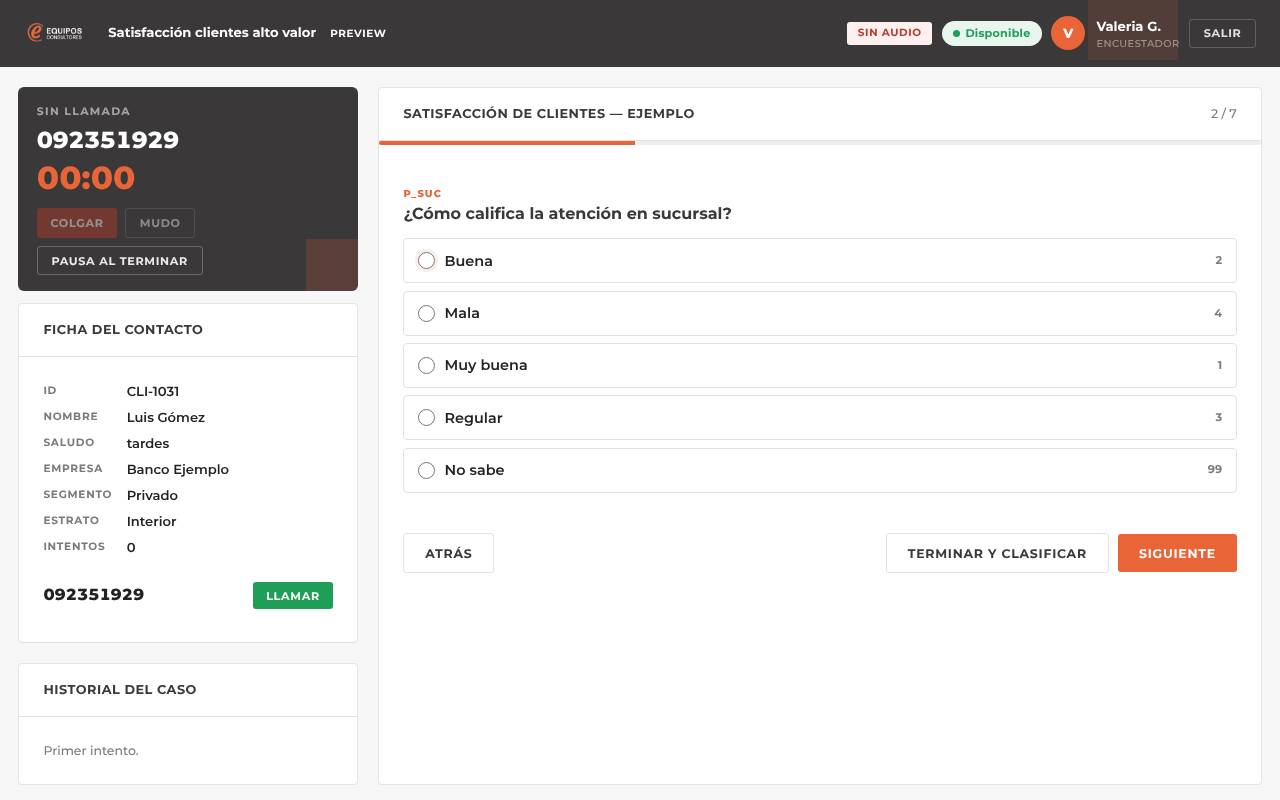 EQUIPOS
CONSULTORES
Satisfacción clientes alto valor PREVIEW
SIN AUDIO
Disponible
V
Valeria G.
ENCUESTADOR
SALIR
SIN LLAMADA
092351929
00:00
COLGAR MUDO
PAUSA AL TERMINAR
FICHA DEL CONTACTO
ID CLI-1031
NOMBRE Luis Gómez
SALUDO tardes
EMPRESA Banco Ejemplo
SEGMENTO Privado
ESTRATO Interior
INTENTOS 0
092351929 LLAMAR
HISTORIAL DEL CASO
Primer intento.
SATISFACCIÓN DE CLIENTES — EJEMPLO 2 / 7
P_SUC
¿Cómo califica la atención en sucursal?
Buena 2
Mala 4
Muy buena 1
Regular 3
No sabe 99
ATRÁS TERMINAR Y CLASIFICAR SIGUIENTE